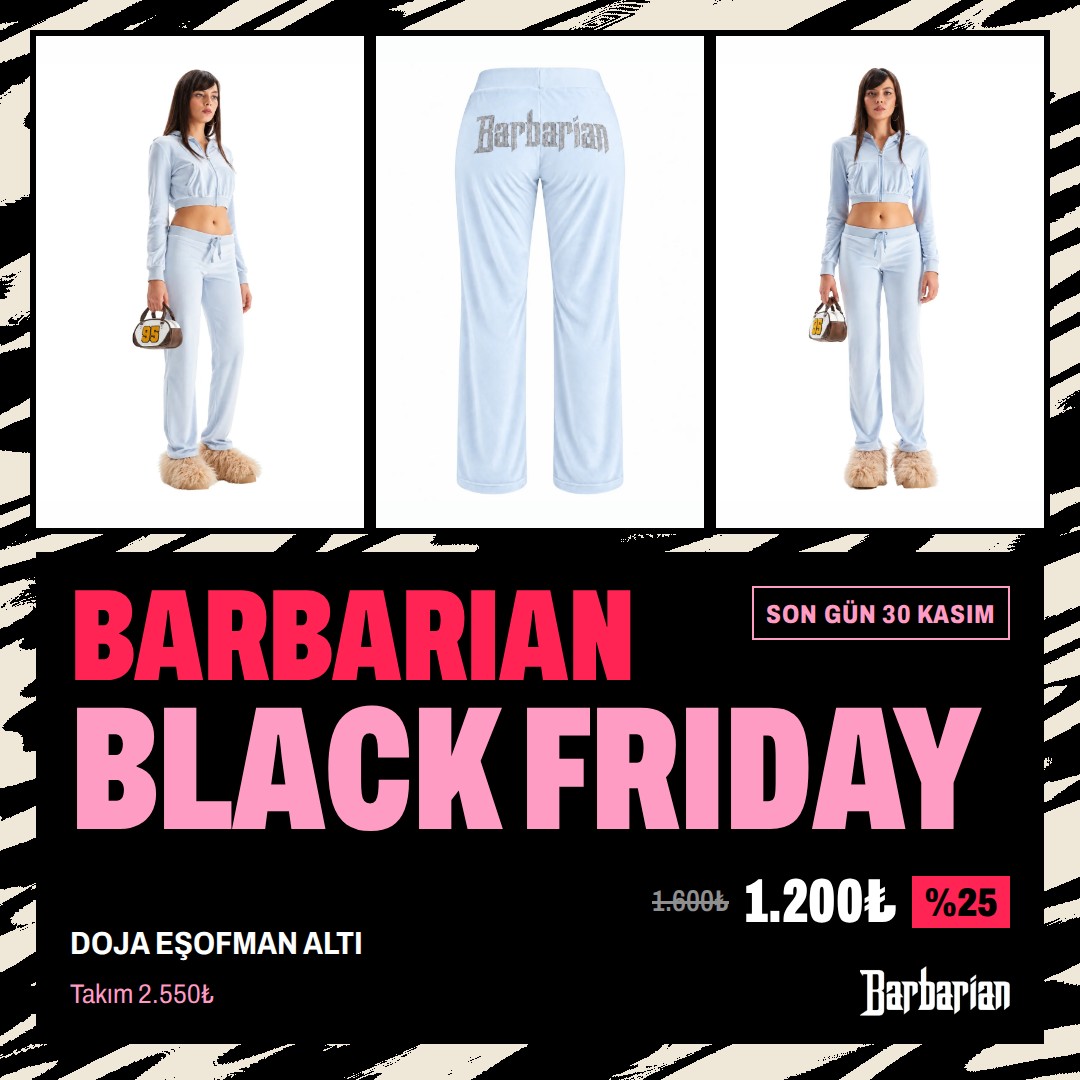 95
Barbarian
95
BARBARIAN
SON GÜN 30 KASIM
BLACK FRIDAY
1.600₺ 1.200₺ %25
DOJA EŞOFMAN ALTI
Takım 2.550₺
Barbarian